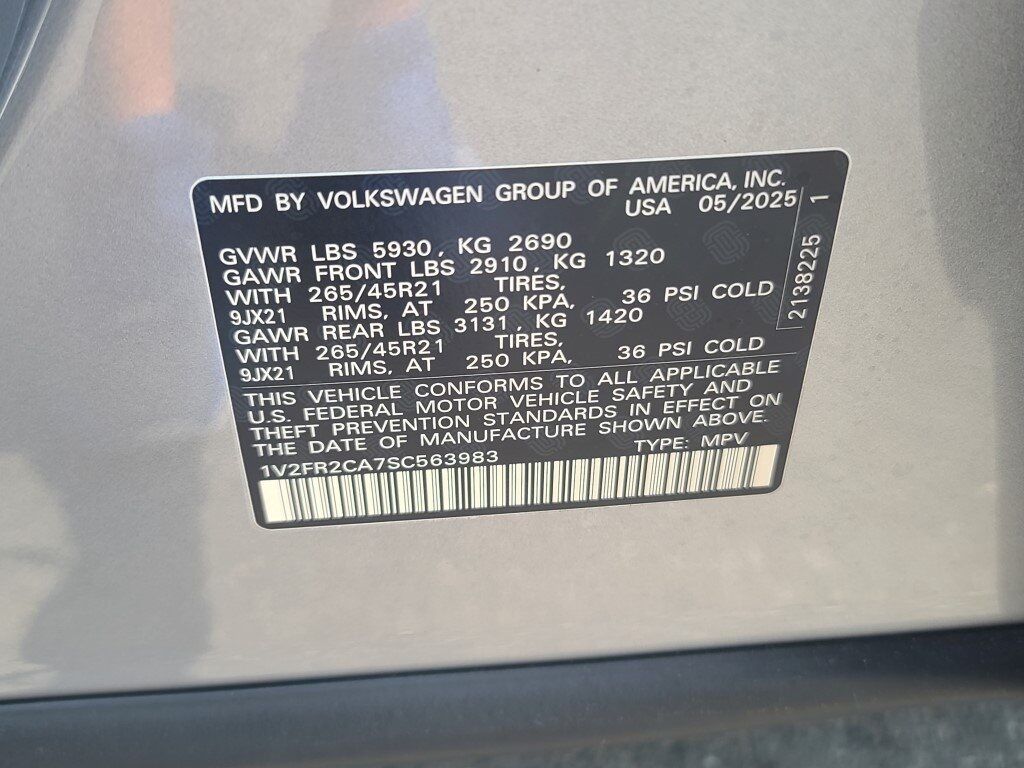 MFD BY VOLKSWAGEN GROUP OF AMERICA, INC.
USA 05/2025
GVWR LBS 5930, KG 2690
GAWR FRONT LBS 2910, KG 1320
WITH 265/45R21 TIRES,
9JX21 RIMS, AT 250 KPA, 36 PSI COLD
GAWR REAR LBS 3131, KG 1420
WITH 265/45R21 TIRES,
9JX21 RIMS, AT 250 KPA, 36 PSI COLD
THIS VEHICLE CONFORMS TO ALL APPLICABLE
U.S. FEDERAL MOTOR VEHICLE SAFETY AND
THEFT PREVENTION STANDARDS IN EFFECT ON
THE DATE OF MANUFACTURE SHOWN ABOVE.
1V2FR2CA7SC563983 TYPE: MPV
2138225 1